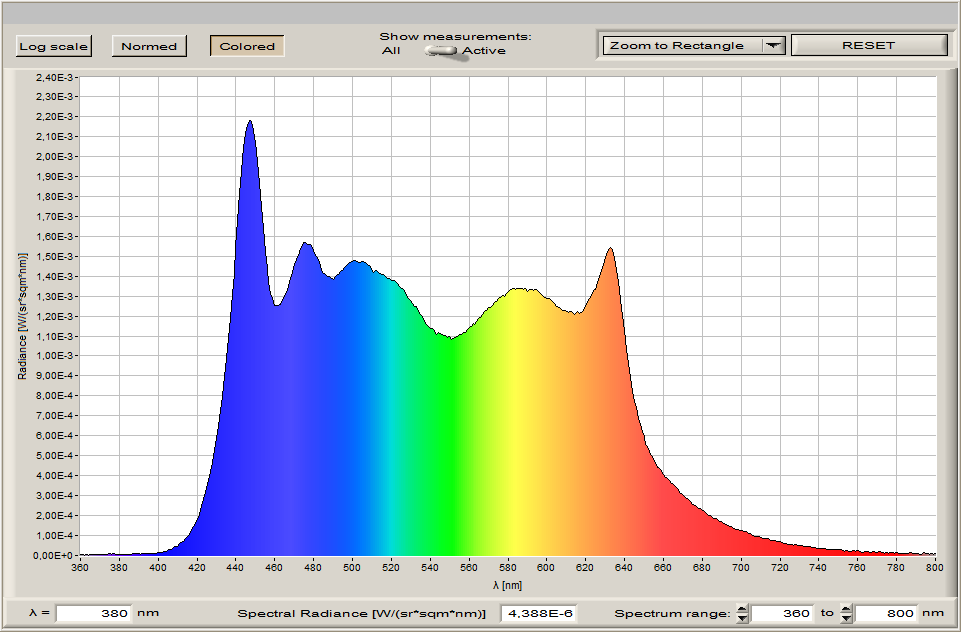 Log scale Normed Colored Show measurements: Zoom to Rectangle RESET
All Active
2,40E-3
2,30E-3
2,20E-3
2,10E-3
2,00E-3
1,90E-3
1,80E-3
1,70E-3
1,60E-3
1,50E-3
1,40E-3
1,30E-3
1,20E-3
1,10E-3
1,00E-3
9,00E-4
8,00E-4
7,00E-4
6,00E-4
5,00E-4
4,00E-4
3,00E-4
2,00E-4
1,00E-4
0,00E+0
Radiance [W/(sr*sqm*nm)]
360 380 400 420 440 460 480 500 520 540 560 580 600 620 640 660 680 700 720 740 760 780 800
λ [nm]
λ = 380 nm Spectral Radiance [W/(sr*sqm*nm)] 4,388E-6 Spectrum range: 360 to 800 nm